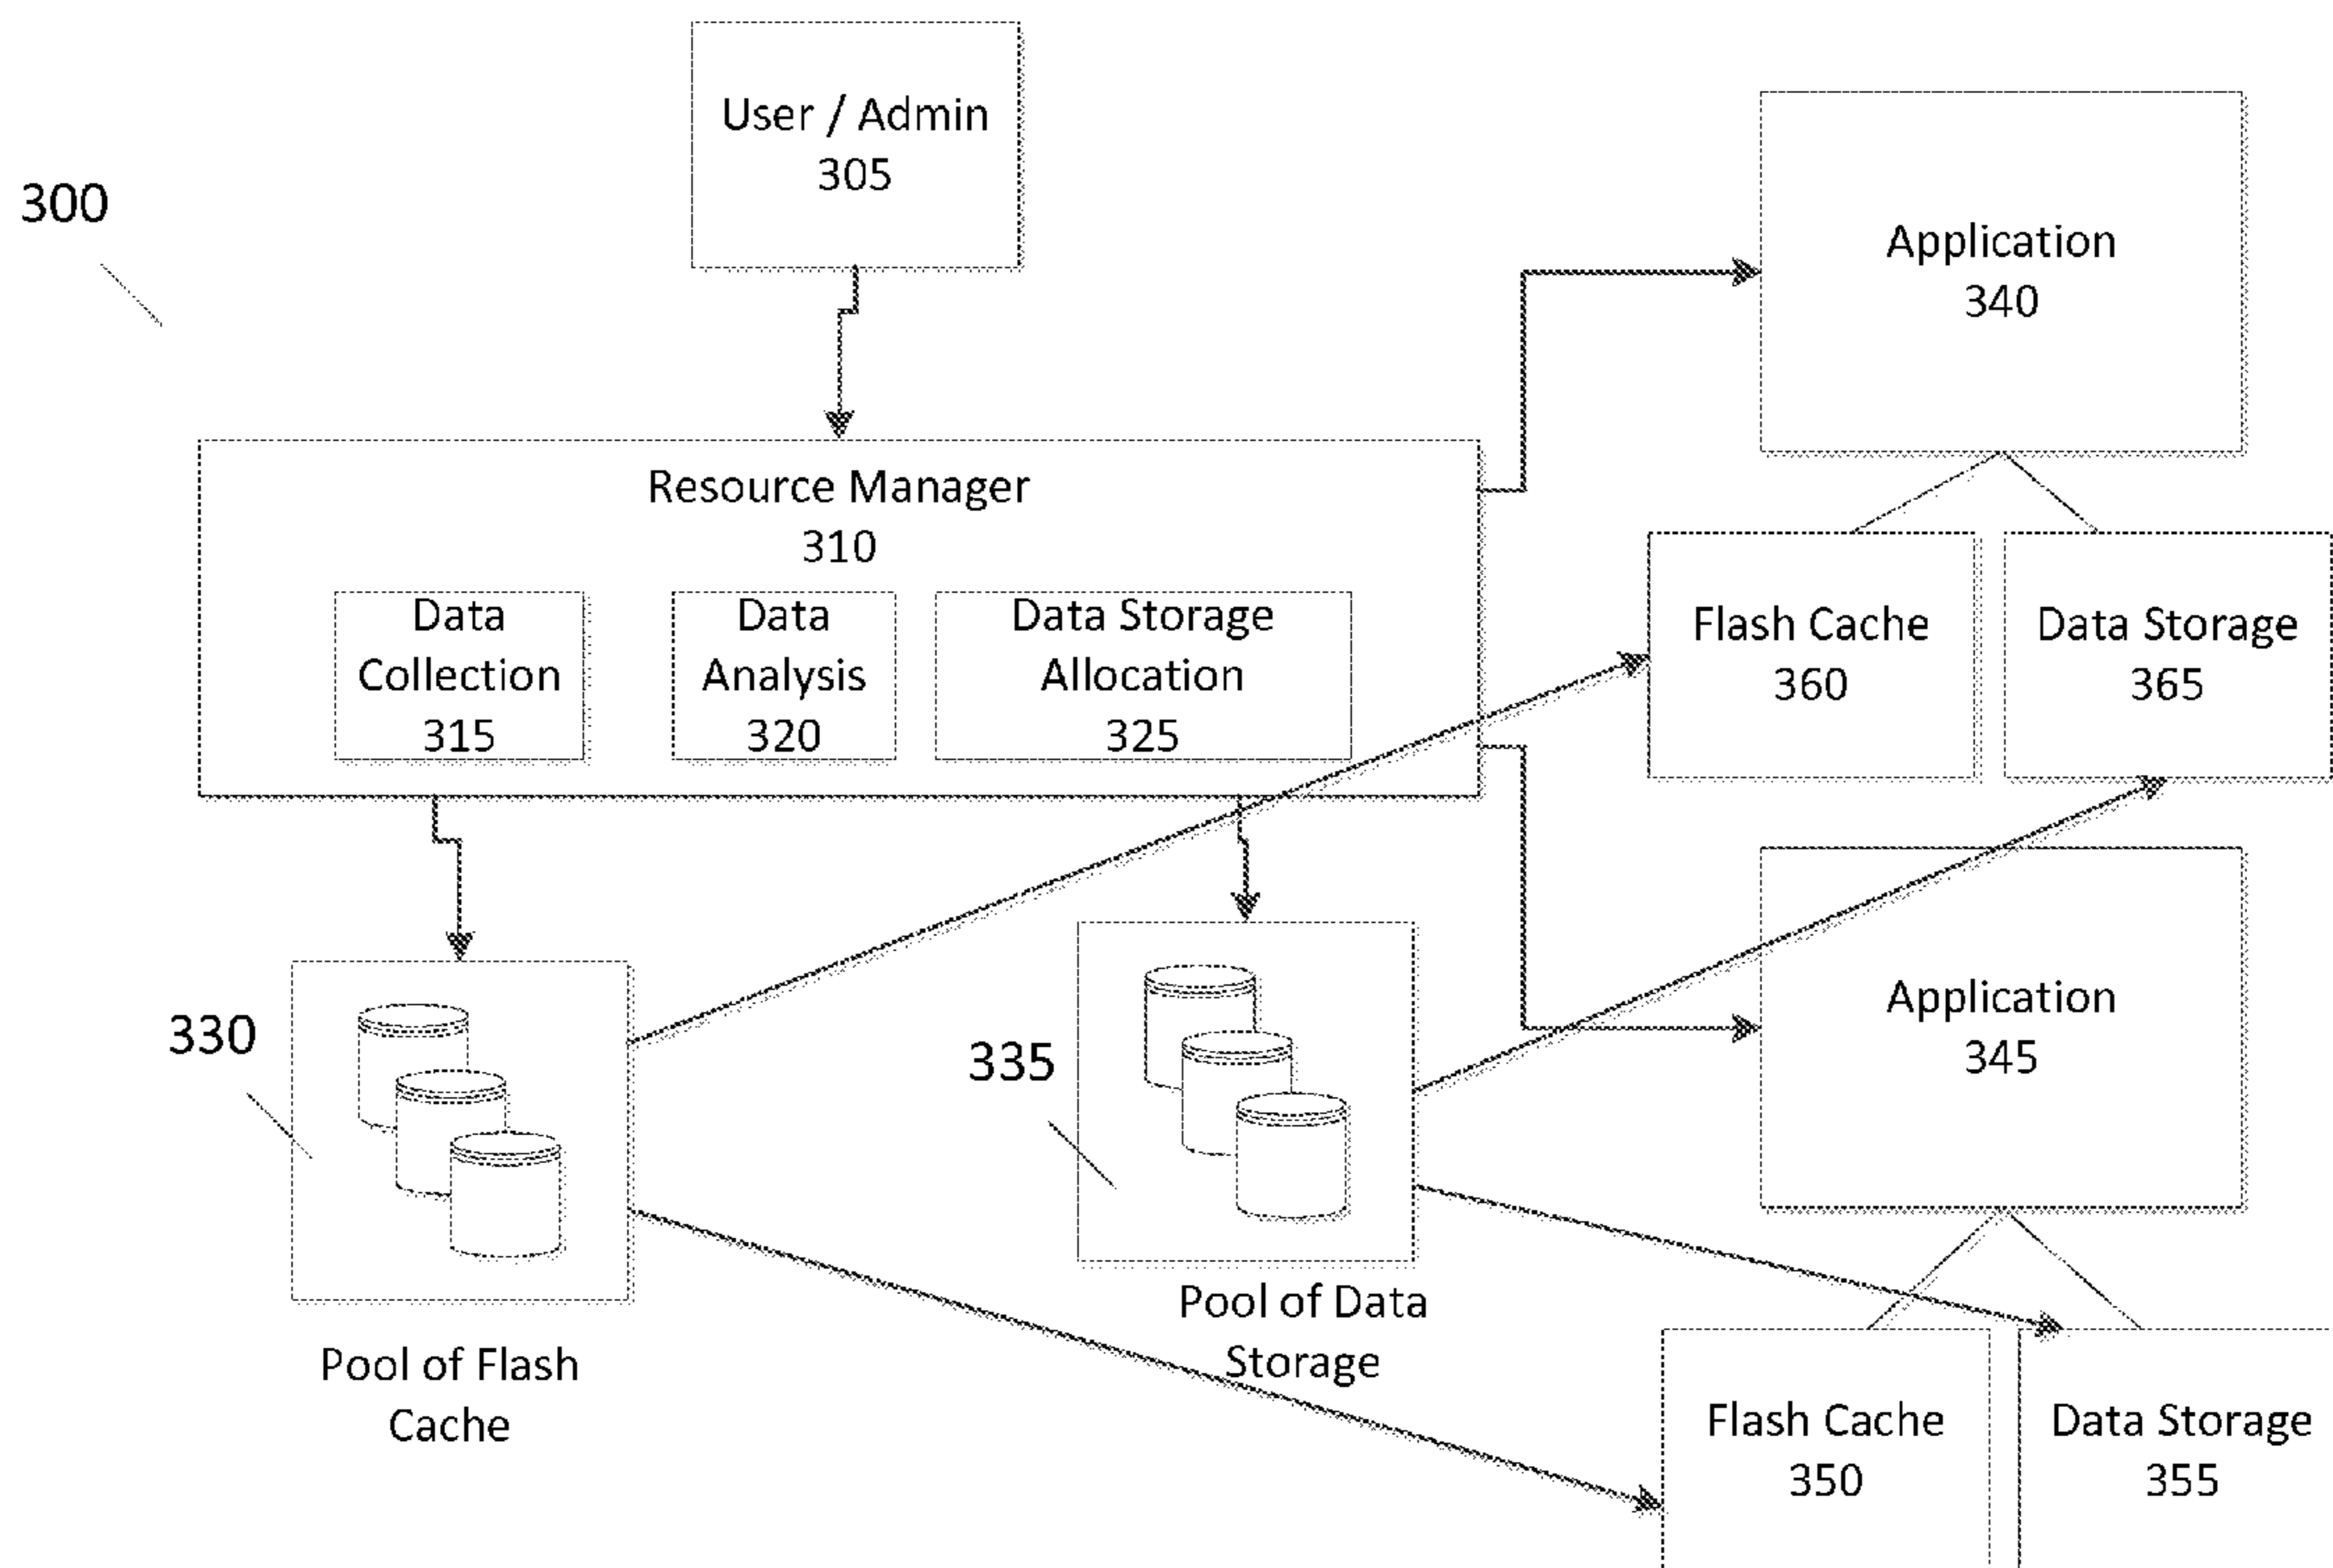 User / Admin
305
300
Application
340
Resource Manager
310
Data
Collection
315
Data
Analysis
320
Data Storage
Allocation
325
Flash Cache
360
Data Storage
365
Application
345
330
335
Pool of Flash
Cache
Pool of Data
Storage
Flash Cache
350
Data Storage
355